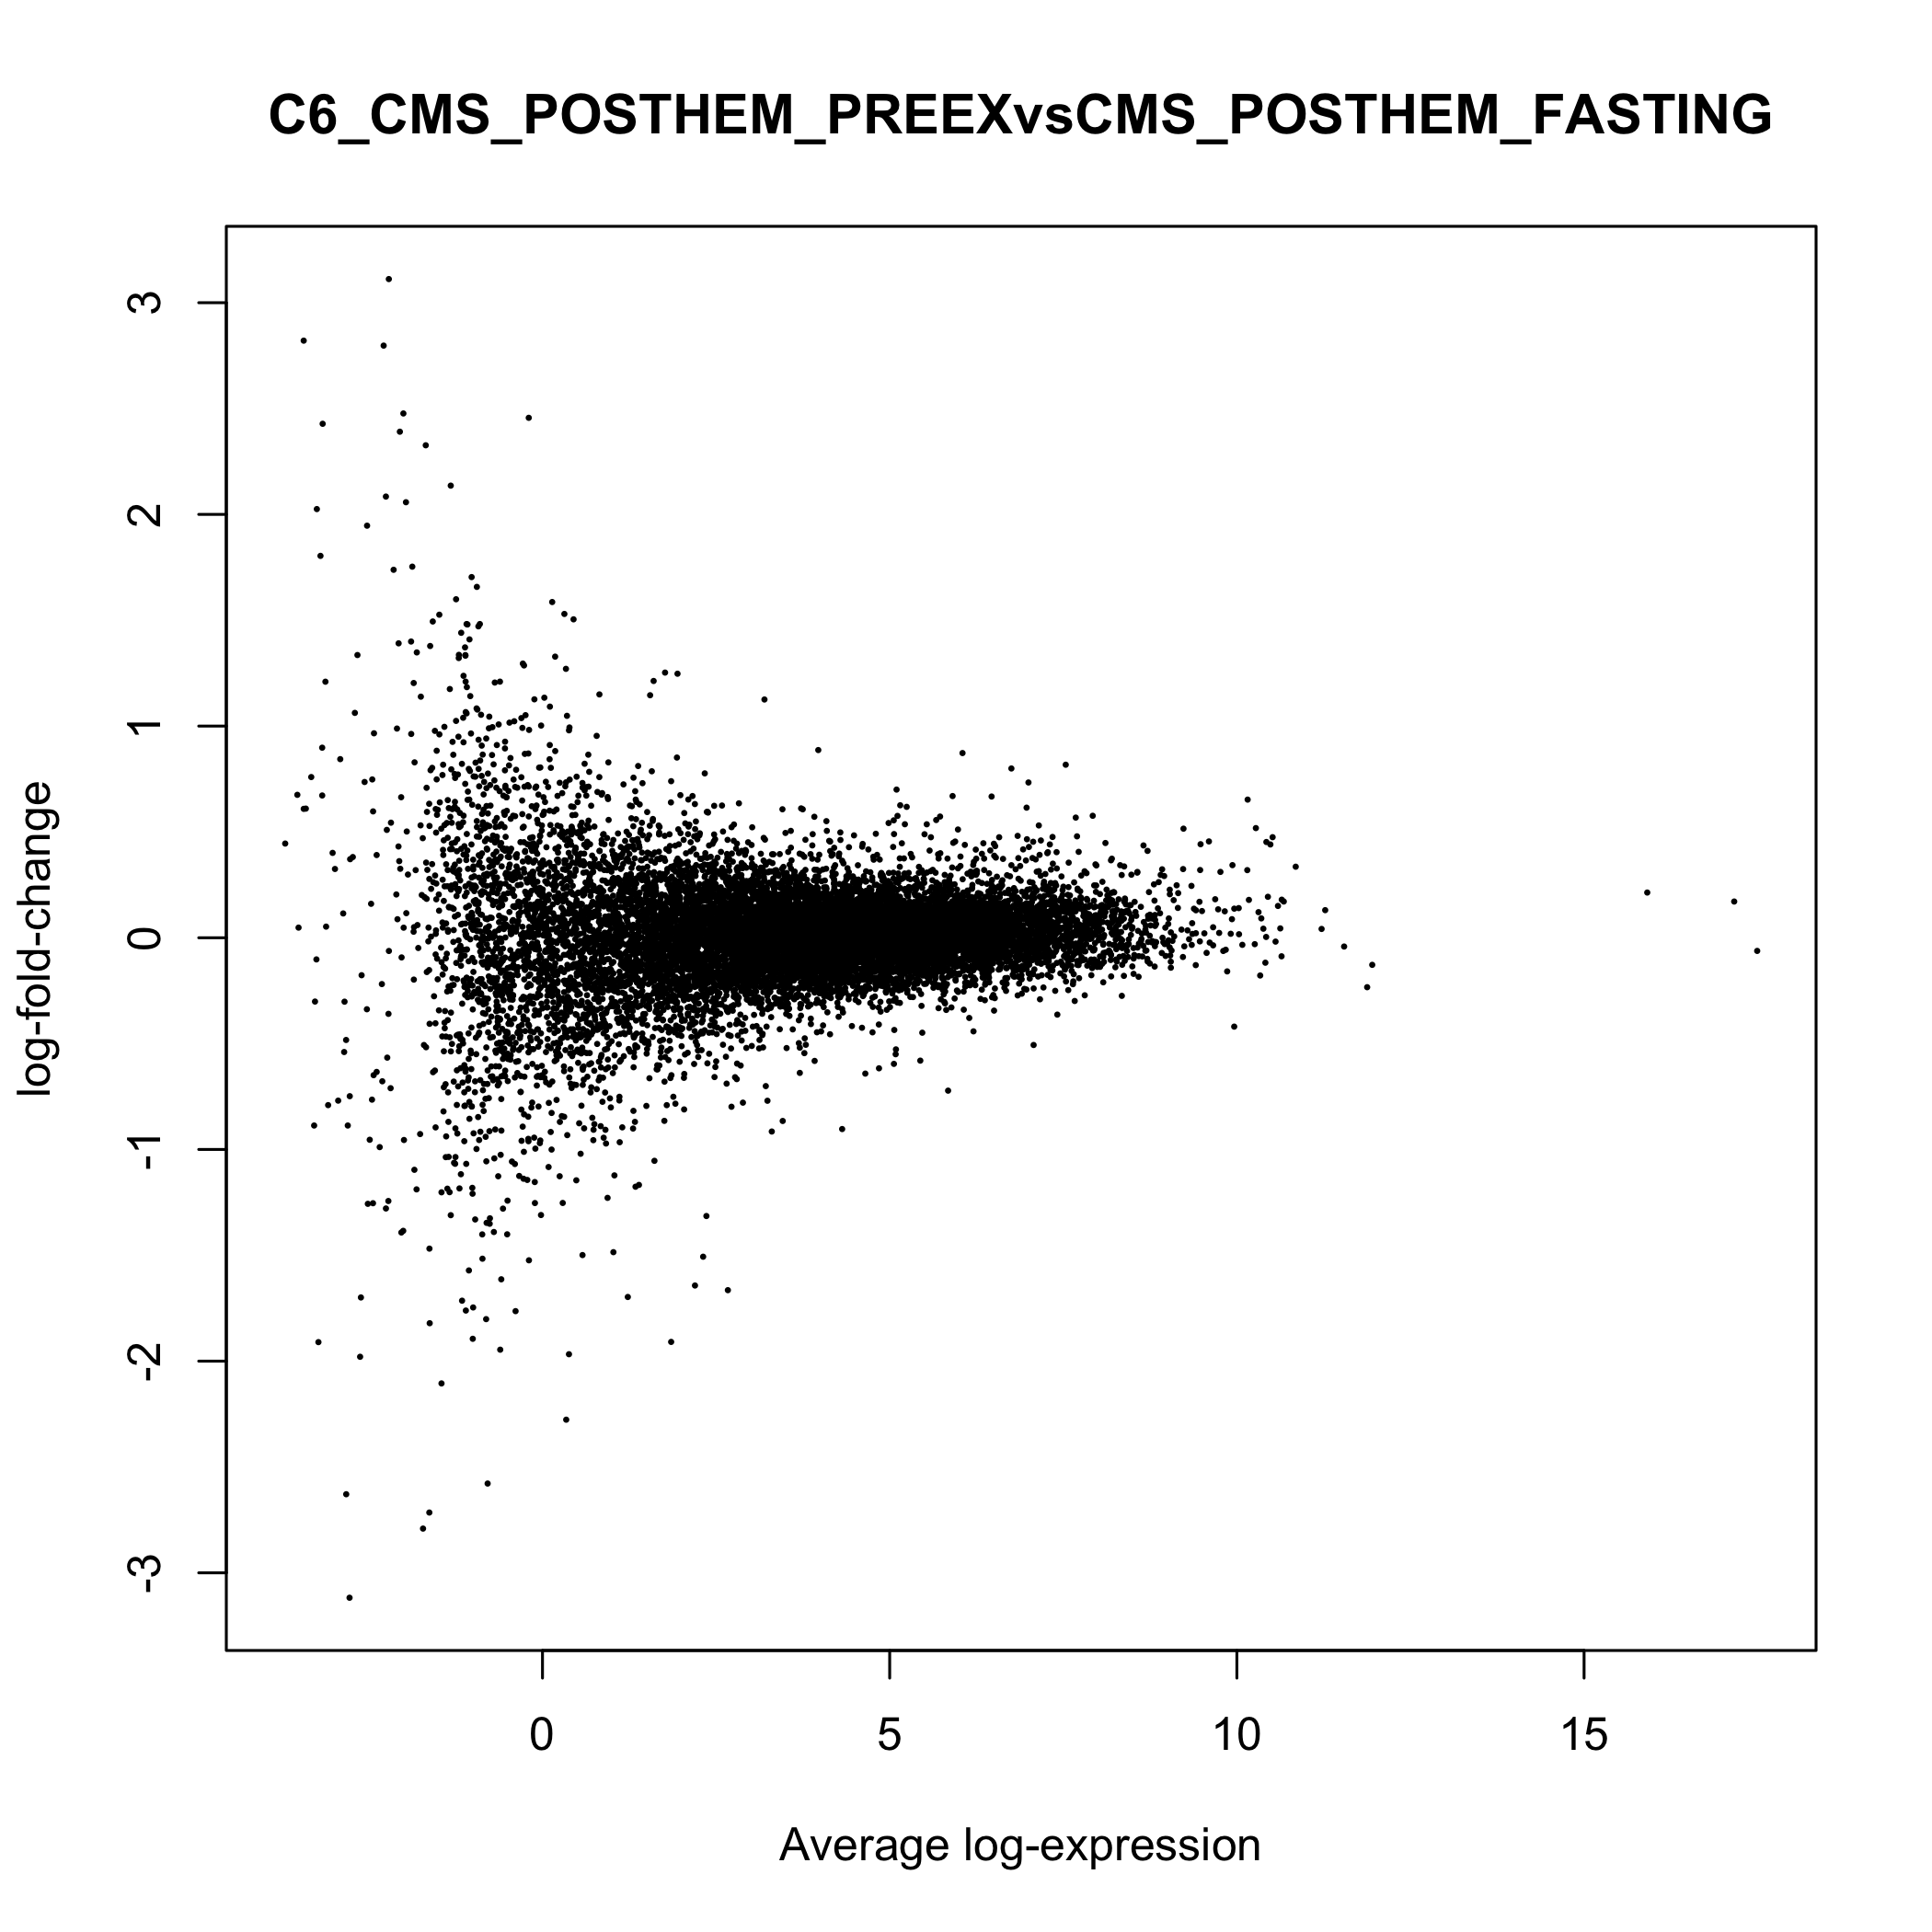 C6_CMS_POSTHEM_PREEXvsCMS_POSTHEM_FASTING
3
2
1
0
-1
-2
-3
log-fold-change
0 5 10 15
Average log-expression